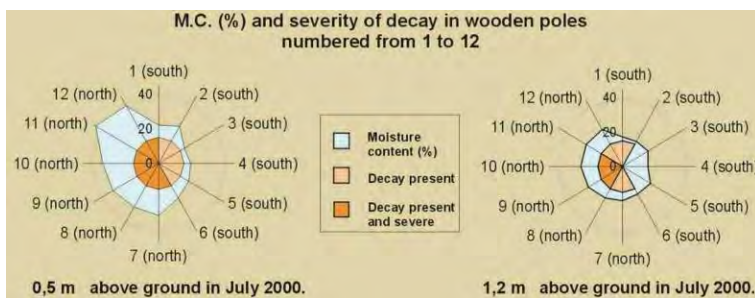 M.C. (%) and severity of decay in wooden poles
numbered from 1 to 12
1 (south)
12 (north)
40
2 (south)
11 (north)
20
3 (south)
10 (north)
0
4 (south)
9 (north)
5 (south)
8 (north)
6 (south)
7 (north)
0,5 m above ground in July 2000.
Moisture
content (%)
Decay present
Decay present
and severe
1 (south)
12 (north)
40
2 (south)
11 (north)
20
3 (south)
10 (north)
0
4 (south)
9 (north)
5 (south)
8 (north)
6 (south)
7 (north)
1,2 m above ground in July 2000.